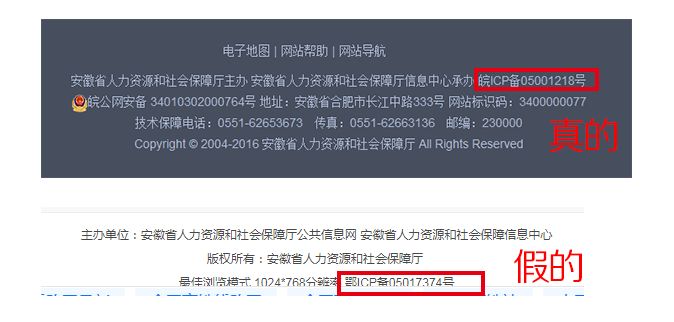 电子地图 | 网站帮助 | 网站导航
安徽省人力资源和社会保障厅主办 安徽省人力资源和社会保障厅信息中心承办 皖ICP备05001218号
皖公网安备 34010302000764号 地址：安徽省合肥市长江中路333号 网站标识码：3400000077
技术保障电话：0551-62653673 传真：0551-62663136 邮编：230000
Copyright © 2004-2016 安徽省人力资源和社会保障厅 All Rights Reserved
真的
主办单位：安徽省人力资源和社会保障厅公共信息网 安徽省人力资源和社会保障信息中心
版权所有：安徽省人力资源和社会保障厅
假的
最佳浏览模式 1024*768分辨率 鄂ICP备05017374号